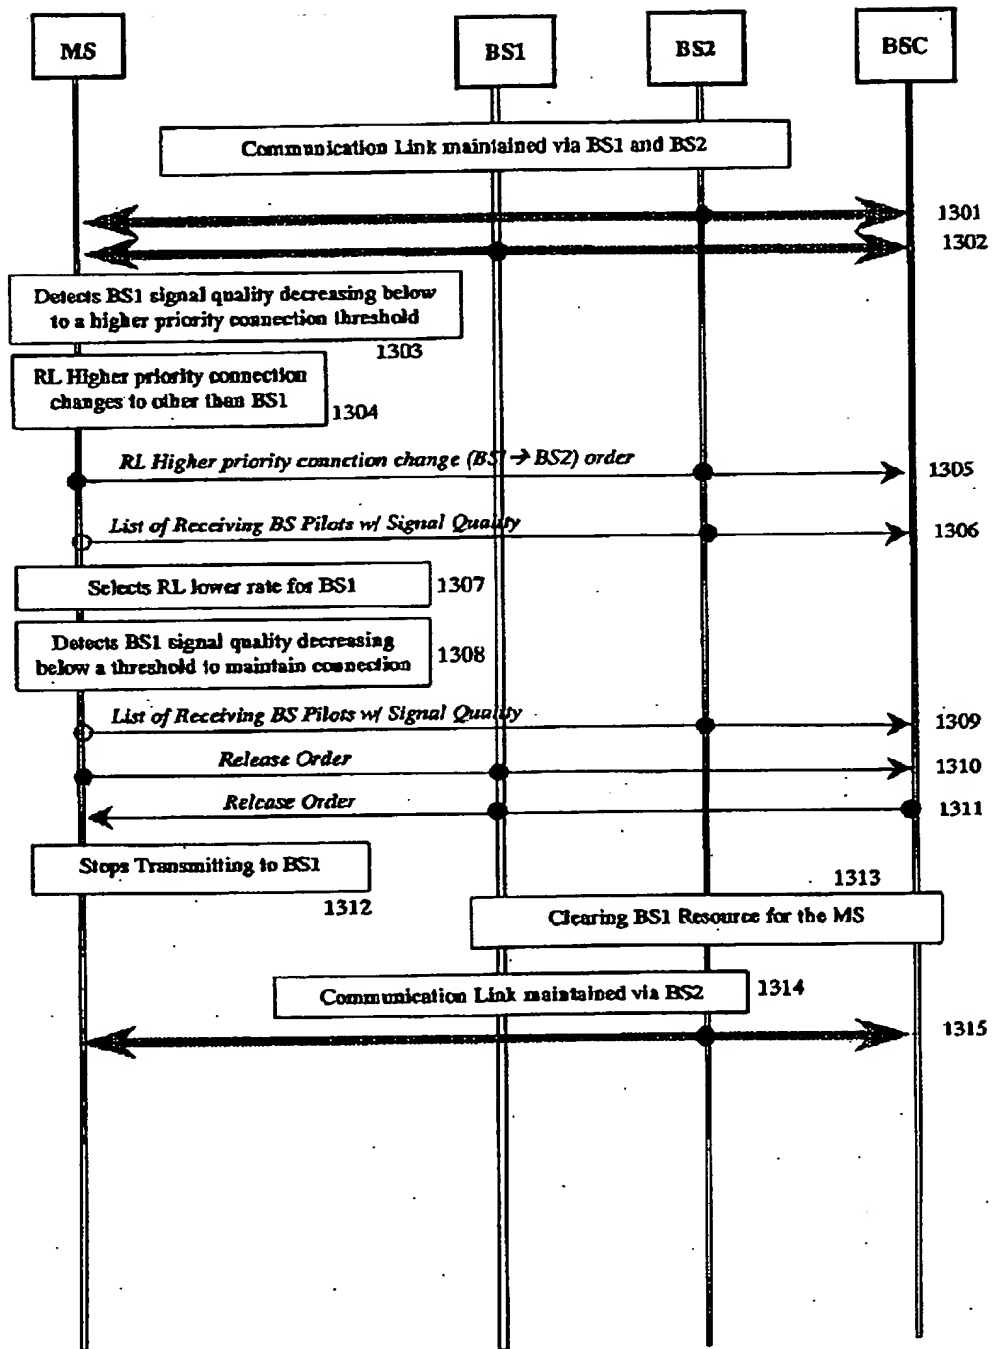 MS
BS1
BS2
BSC
Communication Link maintained via BS1 and BS2
1301
1302
Detects BS1 signal quality decreasing below
to a higher priority connection threshold
1303
RL Higher priority connection
changes to other than BS1
1304
RL Higher priority connction change (BS1 → BS2) order
1305
List of Receiving BS Pilots w/ Signal Quality
1306
Selects RL lower rate for BS1
1307
Detects BS1 signal quality decreasing
below a threshold to maintain connection
1308
List of Receiving BS Pilots w/ Signal Quality
1309
Release Order
1310
Release Order
1311
Stops Transmitting to BS1
1312
1313
Clearing BS1 Resource for the MS
Communication Link maintained via BS2
1314
1315